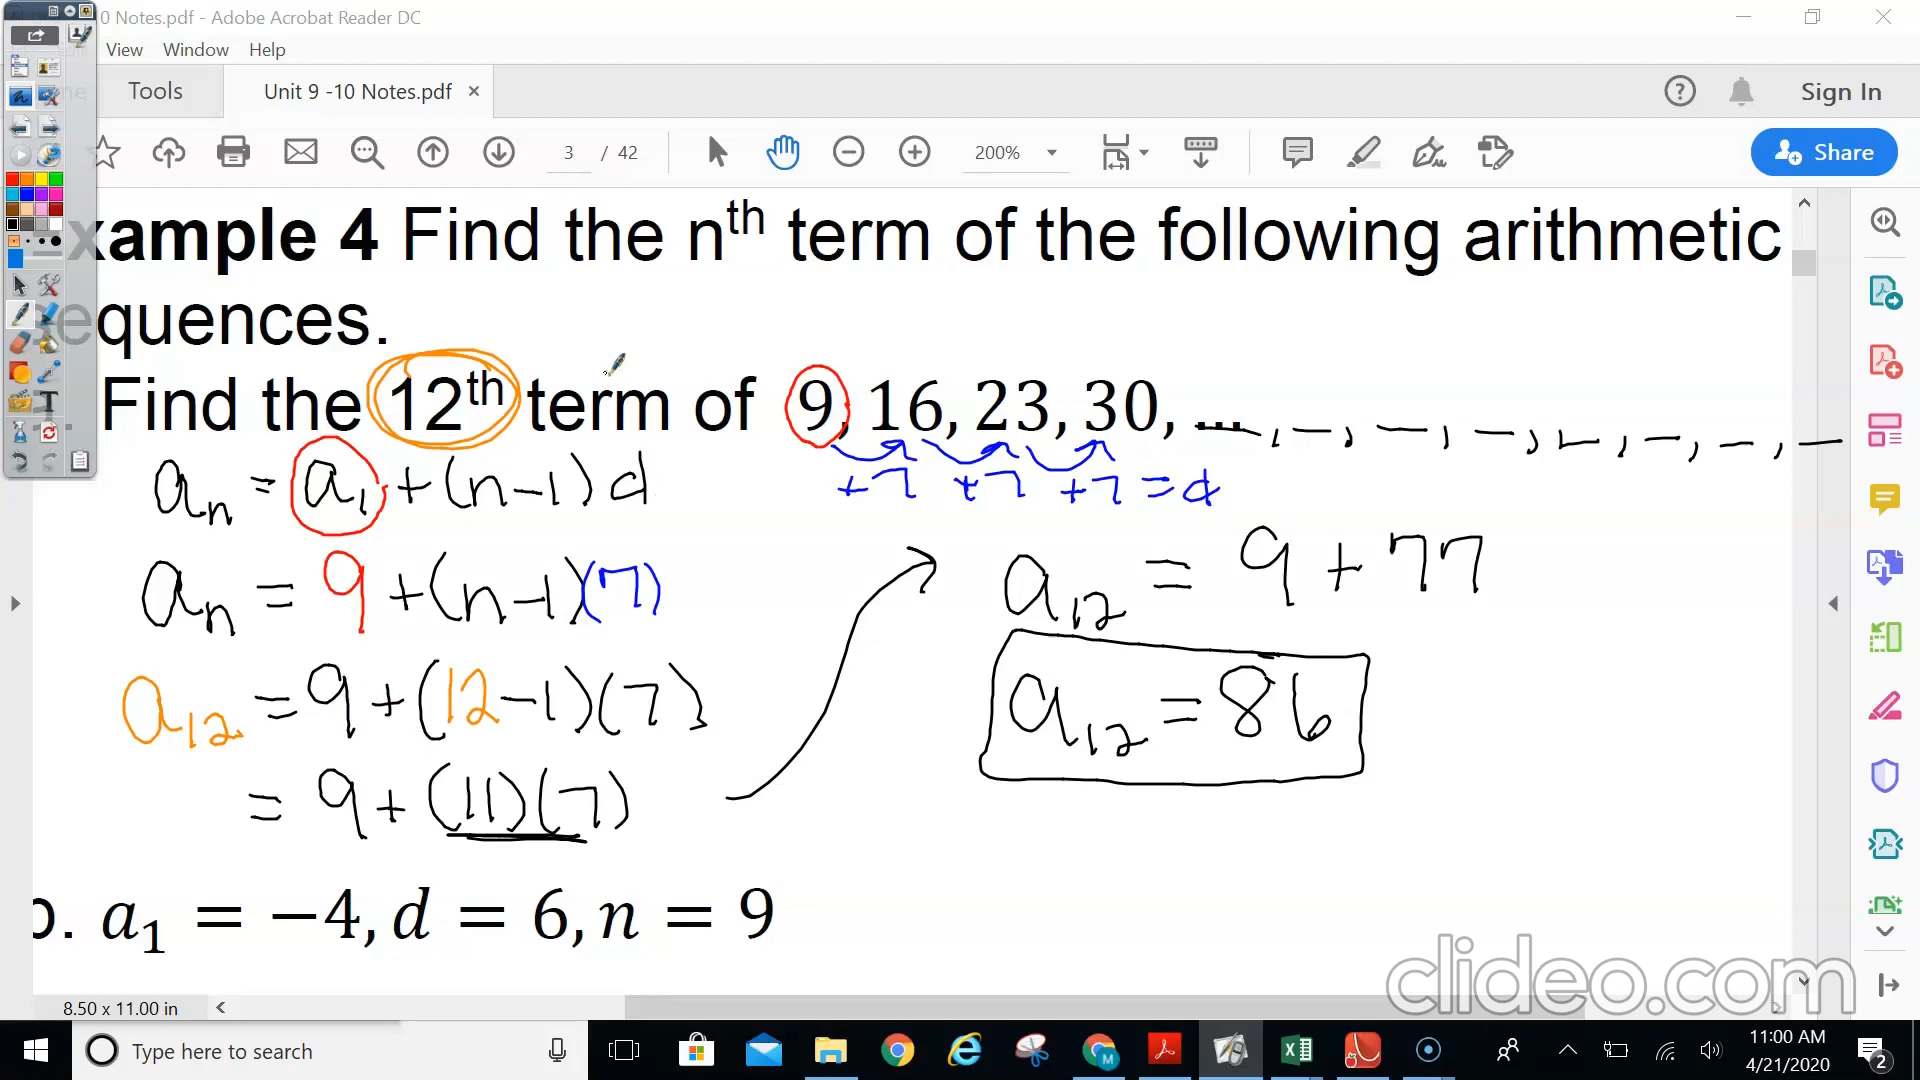 0 Notes.pdf - Adobe Acrobat Reader DC
View Window Help
Tools
Unit 9 -10 Notes.pdf ×
Sign In
3 / 42
200%
Share
xample 4 Find the nth term of the following arithmetic
equences.
Find the 12th term of 9, 16, 23, 30, ...
aₙ = a₁ + (n-1)d
+7 +7 +7 = d
aₙ = 9 + (n-1)(7)
a₁₂ = 9 + (12-1)(7)
= 9 + (11)(7)
a₁₂ = 9 + 77
a₁₂ = 86
b. a₁ = −4, d = 6, n = 9
clideo.com
8.50 x 11.00 in
Type here to search
11:00 AM
4/21/2020
2